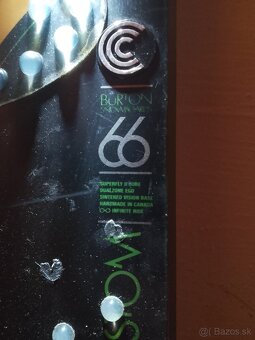 BURTON
SNOWBOARDS
66
SUPERFLY II CORE
DUALZONE EGD
SINTERED VISION BASE
HANDMADE IN CANADA
INFINITE RIDE
© Bazos.sk